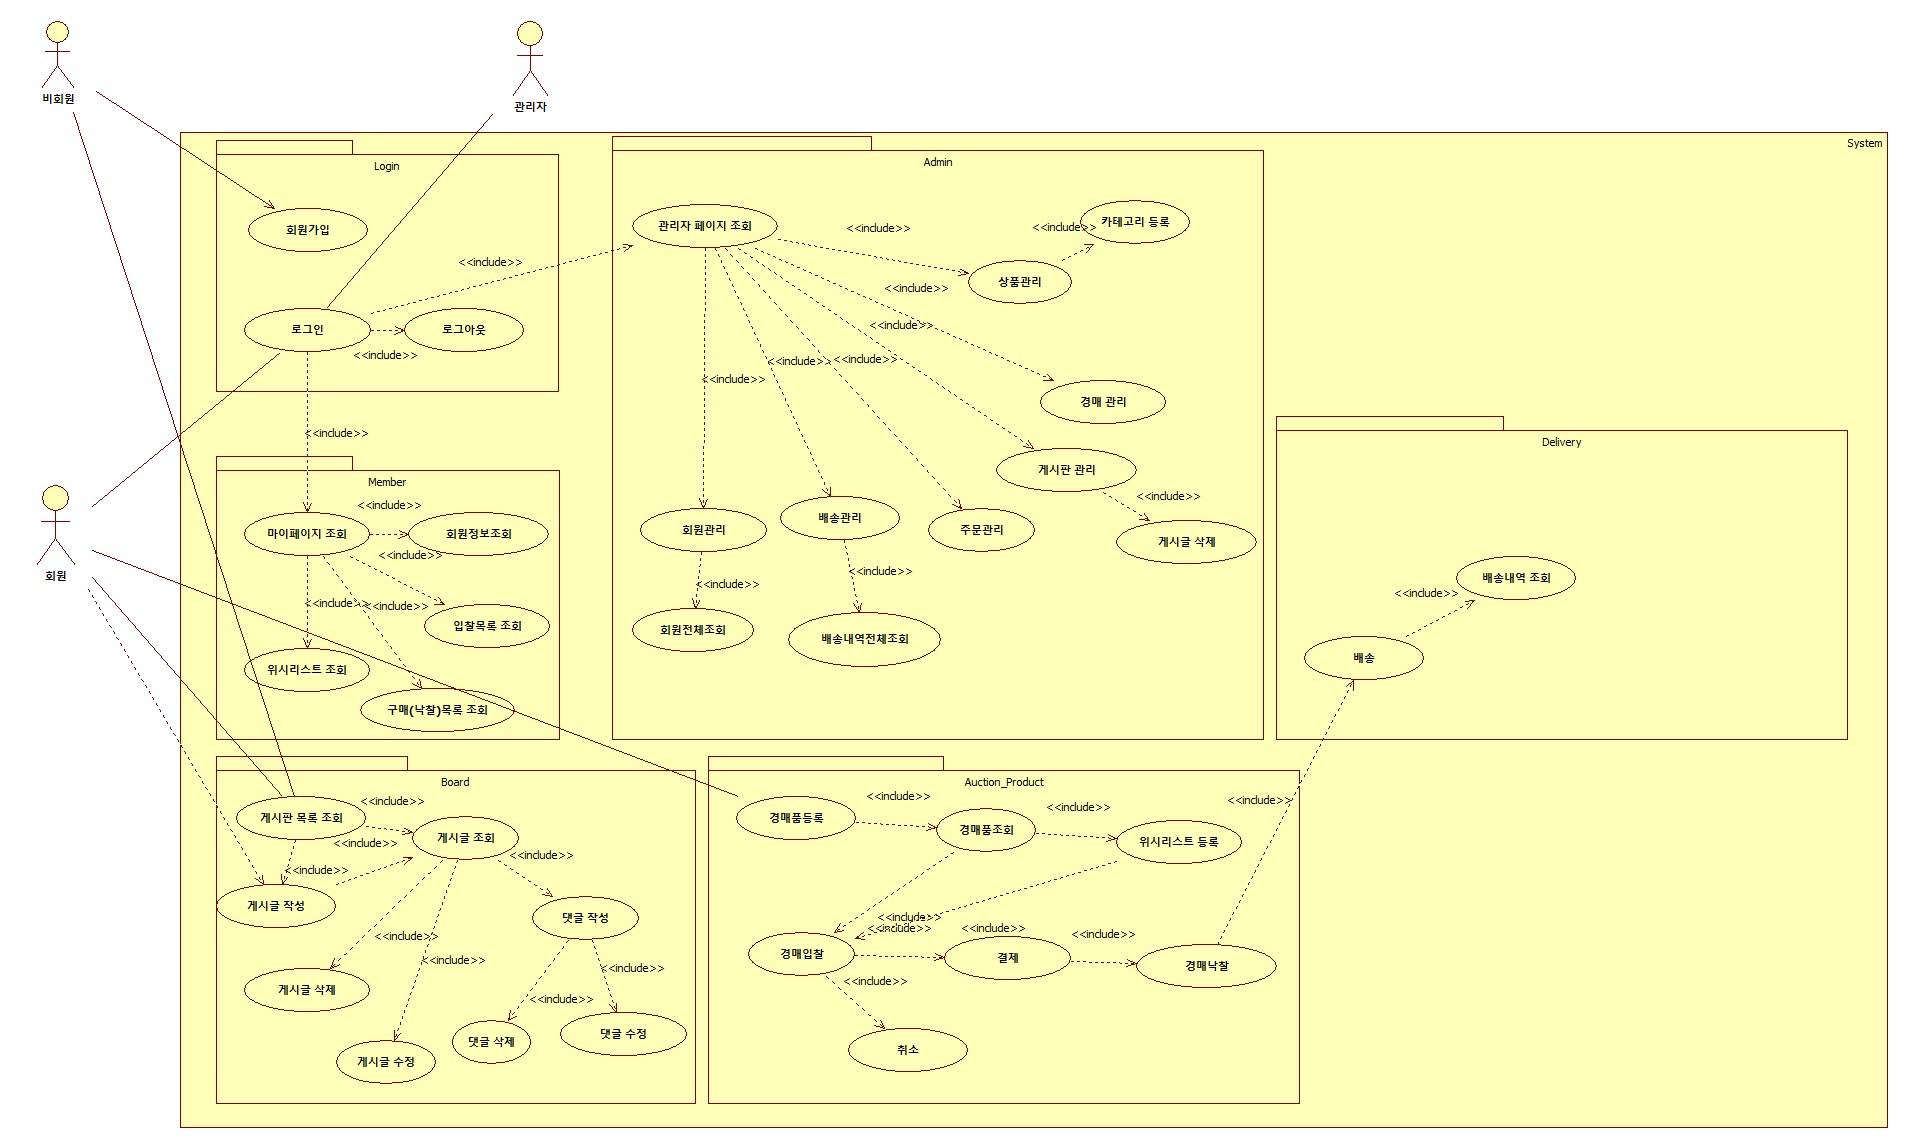 비회원
관리자
회원
System
Login
회원가입
로그인
로그아웃
<<include>>
<<include>>
<<include>>
Admin
관리자 페이지 조회
<<include>>
<<include>>
카테고리 등록
상품관리
<<include>>
<<include>>
<<include>>
<<include>>
<<include>>
경매 관리
게시판 관리
<<include>>
게시글 삭제
회원관리
배송관리
주문관리
<<include>>
<<include>>
회원전체조회
배송내역전체조회
Member
<<include>>
마이페이지 조회
회원정보조회
<<include>>
<<include>>
<<include>>
입찰목록 조회
위시리스트 조회
구매(낙찰)목록 조회
Delivery
배송내역 조회
<<include>>
배송
Board
<<include>>
게시판 목록 조회
게시글 조회
<<include>>
<<include>>
<<include>>
게시글 작성
댓글 작성
<<include>>
<<include>>
<<include>>
게시글 삭제
<<include>>
댓글 삭제
댓글 수정
게시글 수정
Auction_Product
<<include>>
<<include>>
<<include>>
경매품등록
경매품조회
위시리스트 등록
<<include>>
<<include>>
<<include>>
<<include>>
경매입찰
결제
경매낙찰
<<include>>
취소